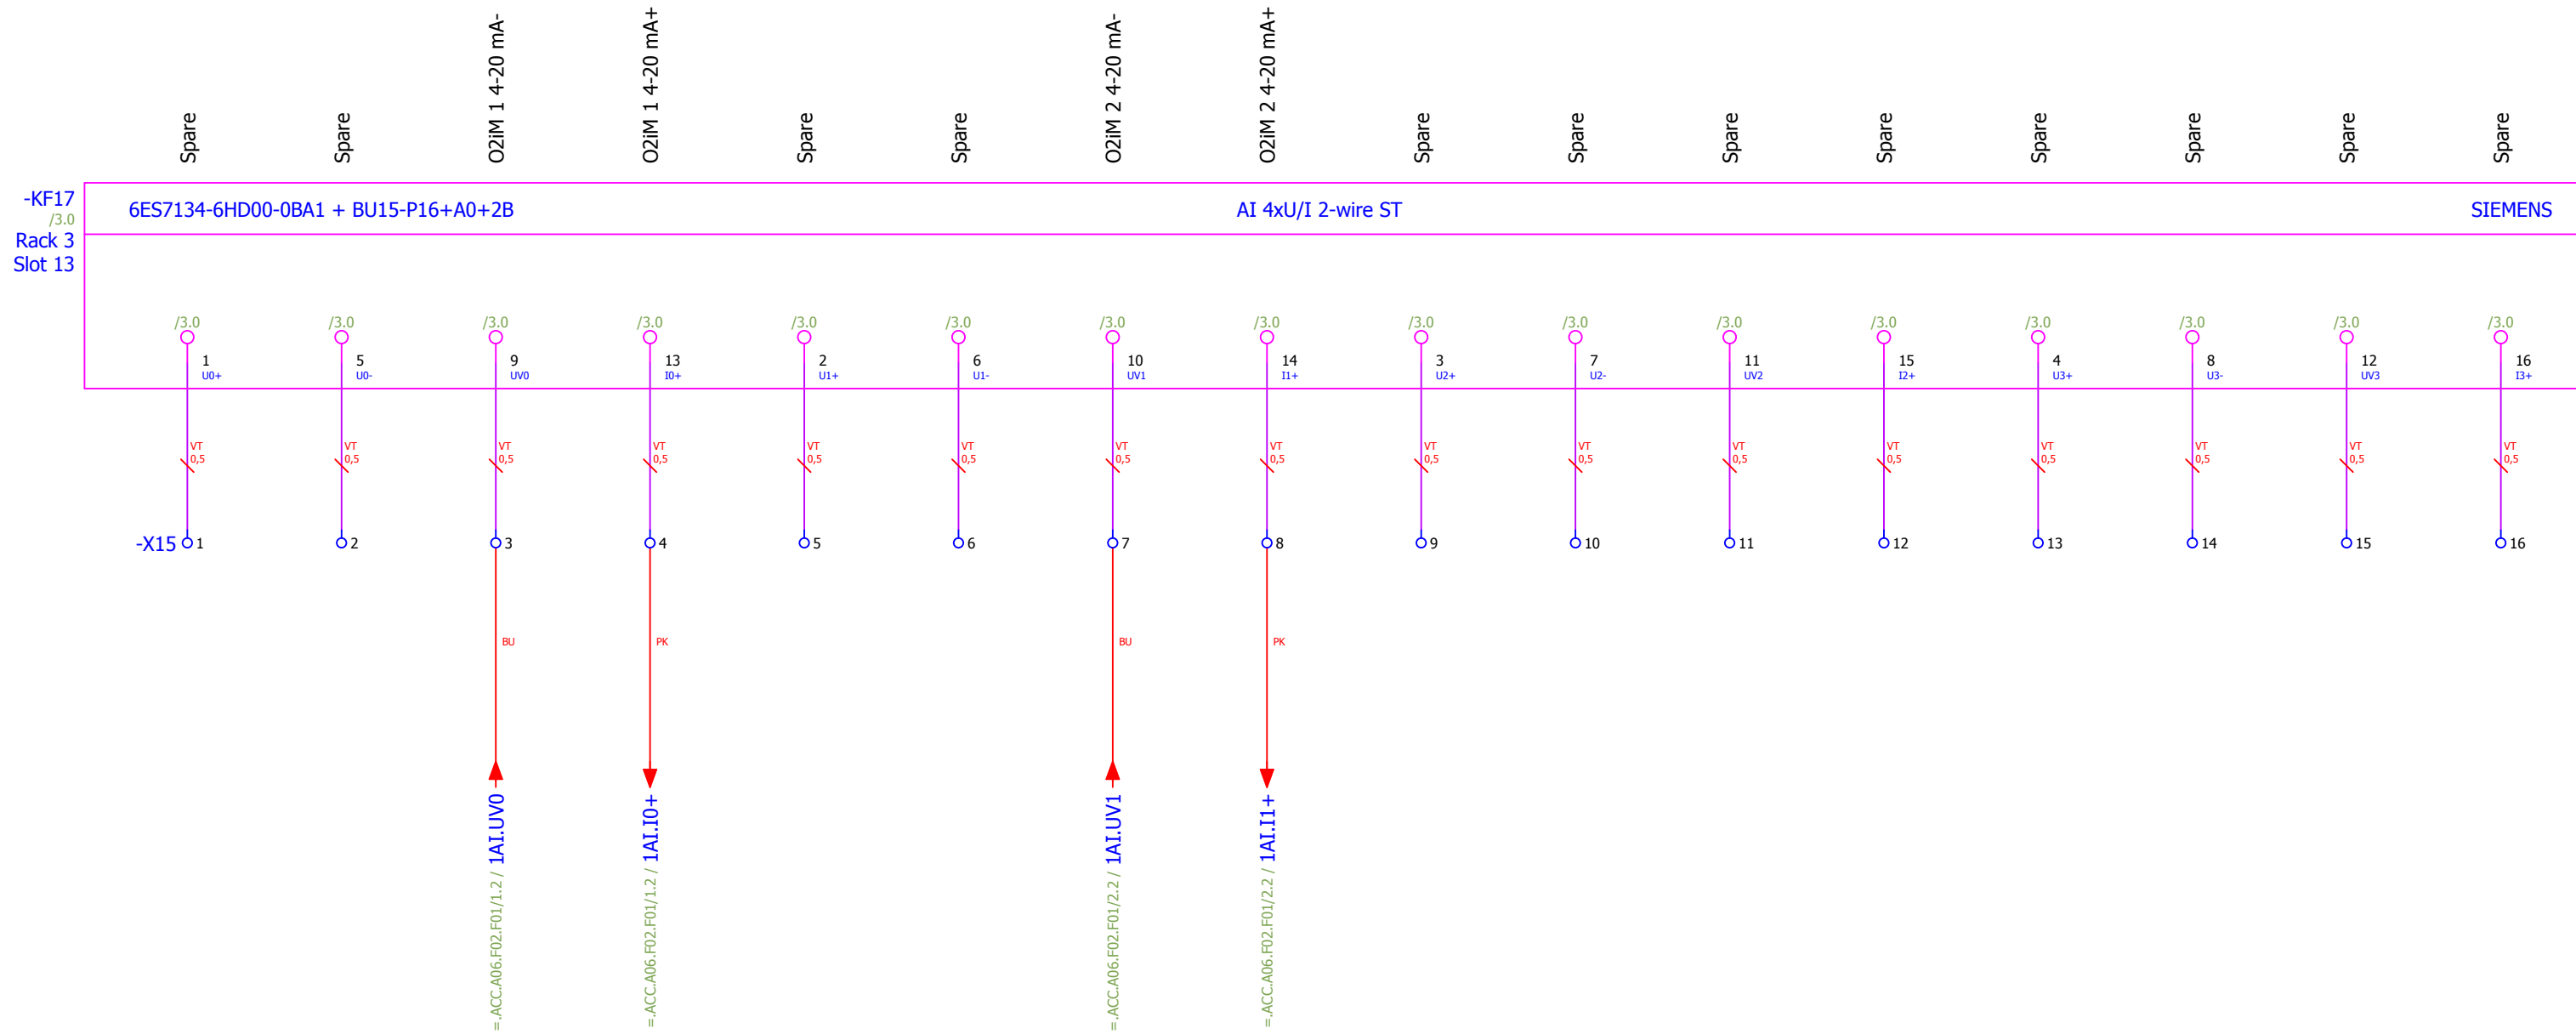 Spare
Spare
O2iM 1 4-20 mA-
O2iM 1 4-20 mA+
Spare
Spare
O2iM 2 4-20 mA-
O2iM 2 4-20 mA+
Spare
Spare
Spare
Spare
Spare
Spare
Spare
Spare
-KF17
/3.0
Rack 3
Slot 13
6ES7134-6HD00-0BA1 + BU15-P16+A0+2B
AI 4xU/I 2-wire ST
SIEMENS
/3.0 /3.0 /3.0 /3.0 /3.0 /3.0 /3.0 /3.0 /3.0 /3.0 /3.0 /3.0 /3.0 /3.0 /3.0 /3.0
1 5 9 13 2 6 10 14 3 7 11 15 4 8 12 16
U0+ U0- UV0 I0+ U1+ U1- UV1 I1+ U2+ U2- UV2 I2+ U3+ U3- UV3 I3+
VT VT VT VT VT VT VT VT VT VT VT VT VT VT VT VT
0,5 0,5 0,5 0,5 0,5 0,5 0,5 0,5 0,5 0,5 0,5 0,5 0,5 0,5 0,5 0,5
-X15 1 2 3 4 5 6 7 8 9 10 11 12 13 14 15 16
BU PK BU PK
=.ACC.A06.F02.F01/1.2 / 1AI.UV0
=.ACC.A06.F02.F01/1.2 / 1AI.I0+
=.ACC.A06.F02.F01/2.2 / 1AI.UV1
=.ACC.A06.F02.F01/2.2 / 1AI.I1+